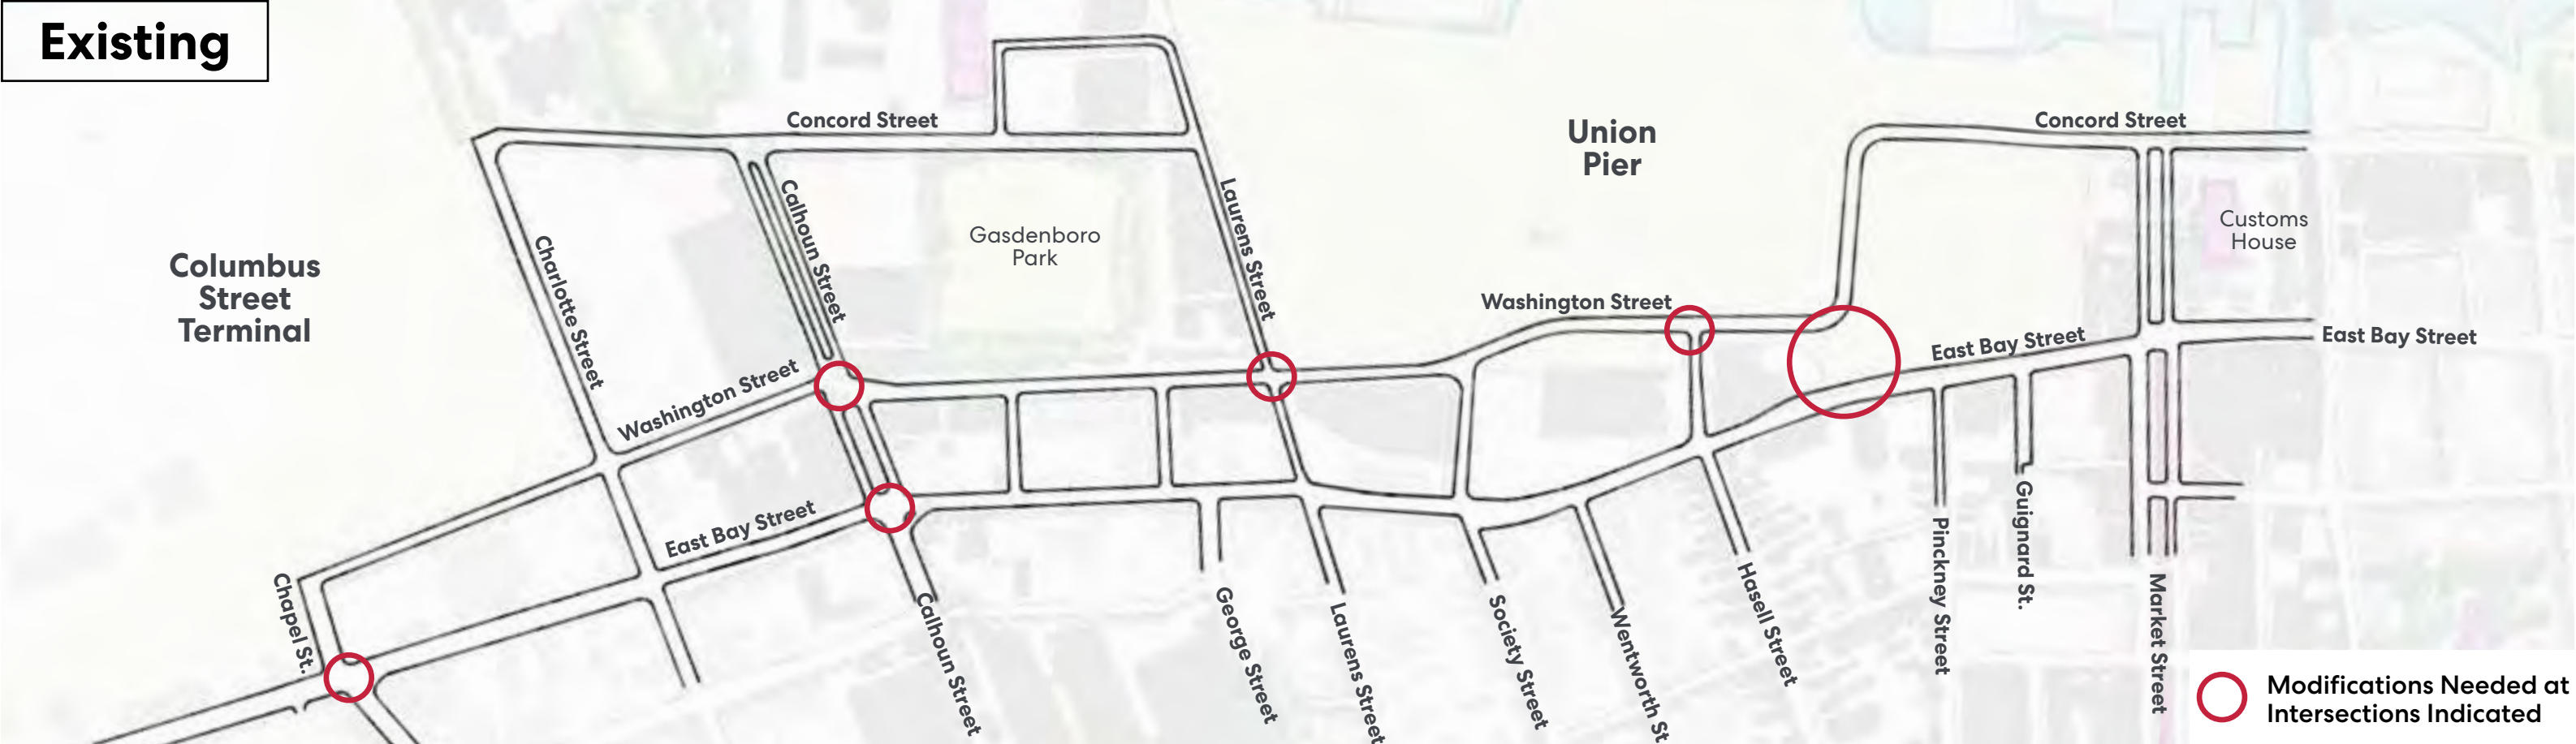 Existing
Concord Street
Concord Street
Union
Pier
Calhoun Street
Laurens Street
Gasdenboro
Park
Customs
House
Charlotte Street
Columbus
Street
Terminal
Washington Street
Washington Street
East Bay Street
East Bay Street
East Bay Street
Chapel St.
Calhoun Street
George Street
Laurens Street
Society Street
Wentworth St
Hasell Street
Pinckney Street
Guignard St.
Market Street
Modifications Needed at
Intersections Indicated